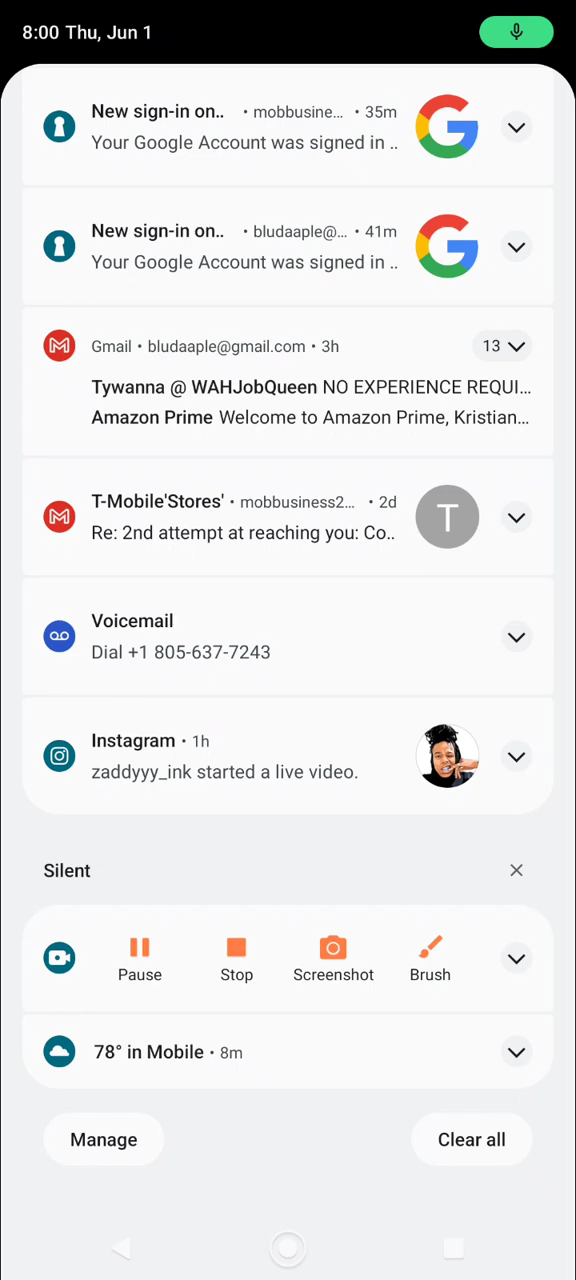 8:00 Thu, Jun 1
New sign-in on.. • mobbusine... • 35m
Your Google Account was signed in ..
New sign-in on.. • bludaaple@... • 41m
Your Google Account was signed in ..
Gmail • bludaaple@gmail.com • 3h
13
Tywanna @ WAHJobQueen NO EXPERIENCE REQUI...
Amazon Prime Welcome to Amazon Prime, Kristian...
T-Mobile'Stores' • mobbusiness2... • 2d
Re: 2nd attempt at reaching you: Co..
T
Voicemail
Dial +1 805-637-7243
Instagram • 1h
zaddyyy_ink started a live video.
Silent
Pause Stop Screenshot Brush
78° in Mobile • 8m
Manage Clear all